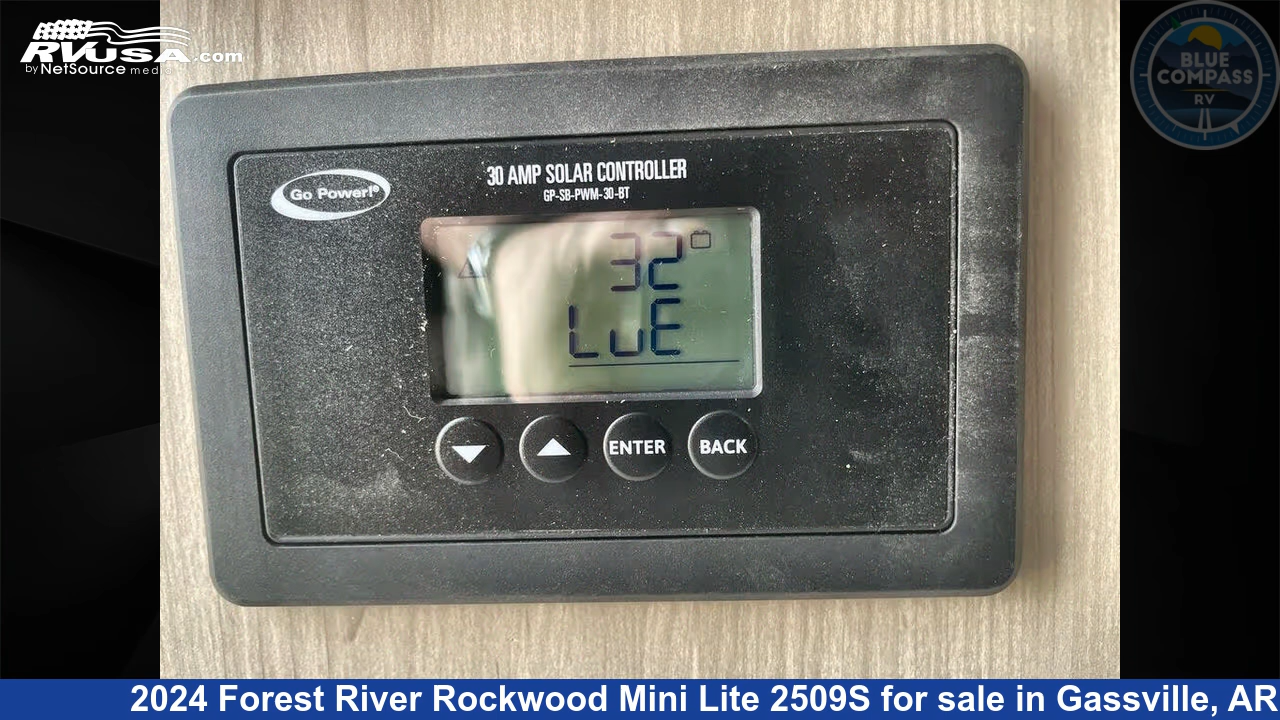 RVUSA.com
by NetSource media
BLUE
COMPASS
RV
Go Power!®
30 AMP SOLAR CONTROLLER
GP-SB-PWM-30-BT
32
LuE
ENTER
BACK
2024 Forest River Rockwood Mini Lite 2509S for sale in Gassville, AR